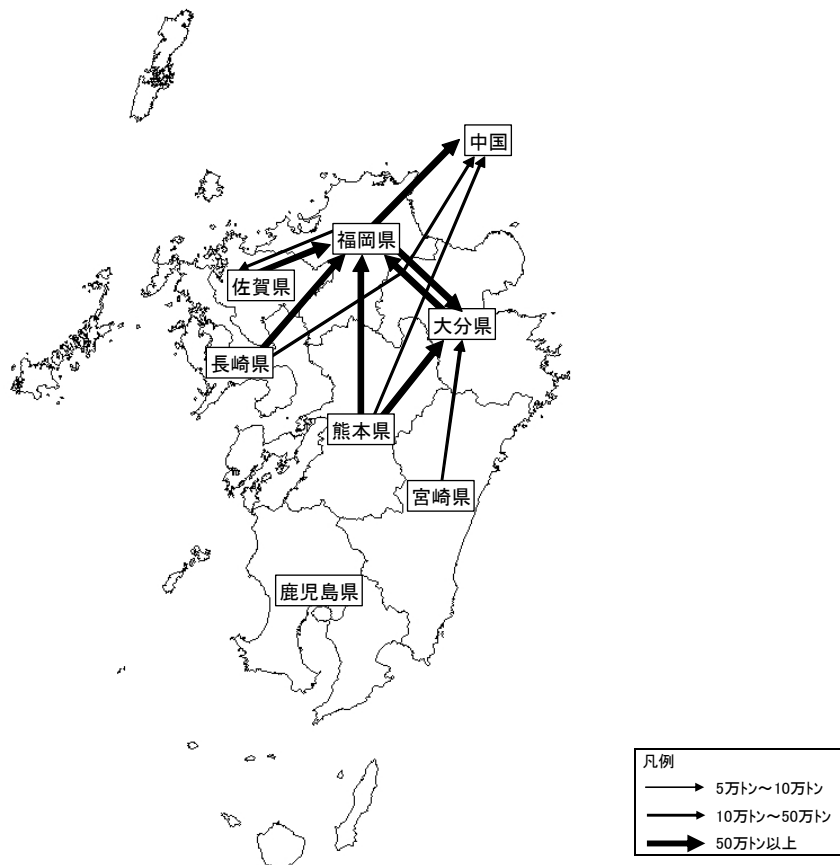 中国
福岡県
佐賀県
大分県
長崎県
熊本県
宮崎県
鹿児島県
凡例
5万トン～10万トン
10万トン～50万トン
50万トン以上